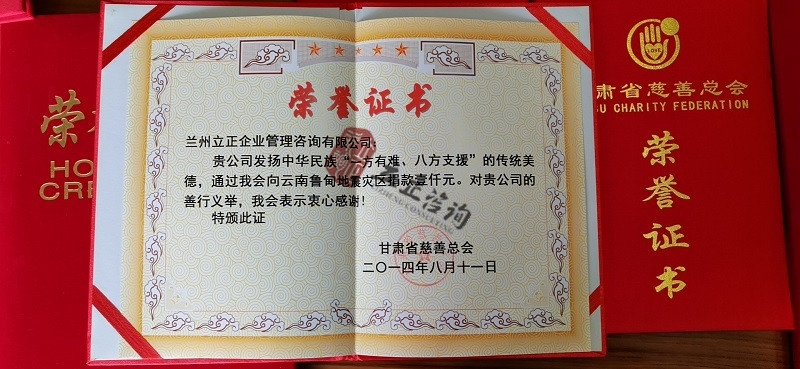 荣誉证书
兰州立正企业管理咨询有限公司:
贵公司发扬中华民族“一方有难、八方支援”的传统美
德,通过我会向云南鲁甸地震灾区捐款壹仟元。对贵公司的
善行义举,我会表示衷心感谢!
特颁此证
甘肃省慈善总会
二〇一四年八月十一日
立正咨询
荣
HO
CRE
LOVE
肃省慈善总会
U CHARITY FEDERATION
荣誉证书